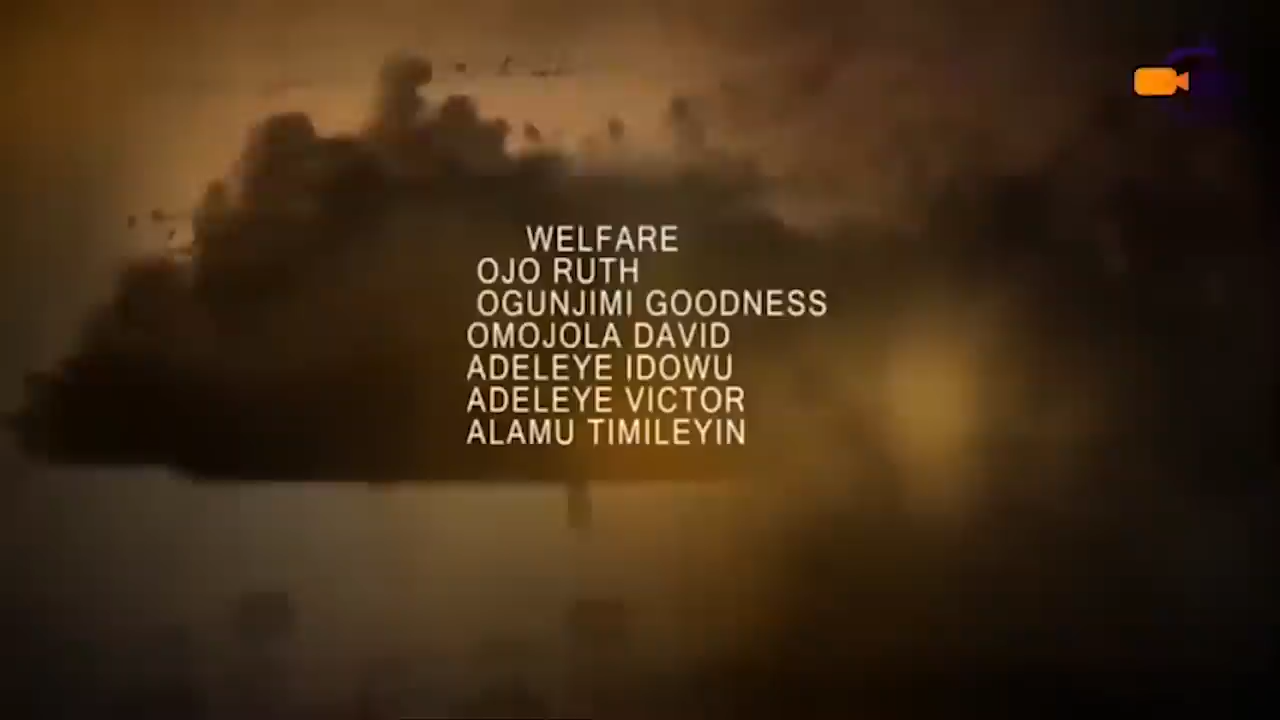 WELFARE
OJO RUTH
OGUNJIMI GOODNESS
OMOJOLA DAVID
ADELEYE IDOWU
ADELEYE VICTOR
ALAMU TIMILEYIN